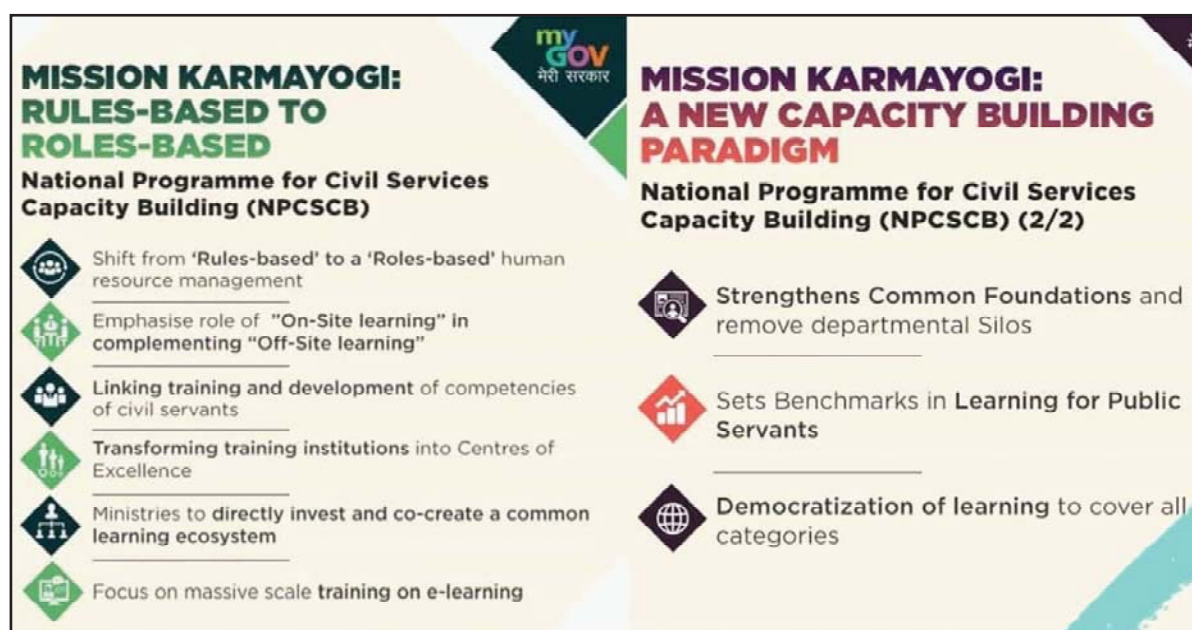 my
GOV
मेरी सरकार
MISSION KARMAYOGI:
RULES-BASED TO
ROLES-BASED
National Programme for Civil Services
Capacity Building (NPCSCB)
Shift from ‘Rules-based’ to a ‘Roles-based’ human
resource management
Emphasise role of "On-Site learning" in
complementing “Off-Site learning”
Linking training and development of competencies
of civil servants
Transforming training institutions into Centres of
Excellence
Ministries to directly invest and co-create a common
learning ecosystem
Focus on massive scale training on e-learning
MISSION KARMAYOGI:
A NEW CAPACITY BUILDING
PARADIGM
National Programme for Civil Services
Capacity Building (NPCSCB) (2/2)
Strengthens Common Foundations and
remove departmental Silos
Sets Benchmarks in Learning for Public
Servants
Democratization of learning to cover all
categories